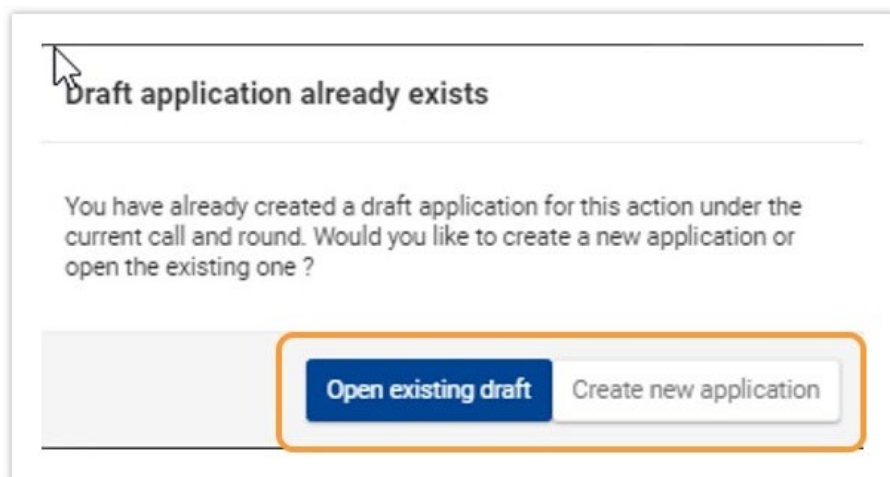 Draft application already exists
You have already created a draft application for this action under the
current call and round. Would you like to create a new application or
open the existing one ?
Open existing draft Create new application